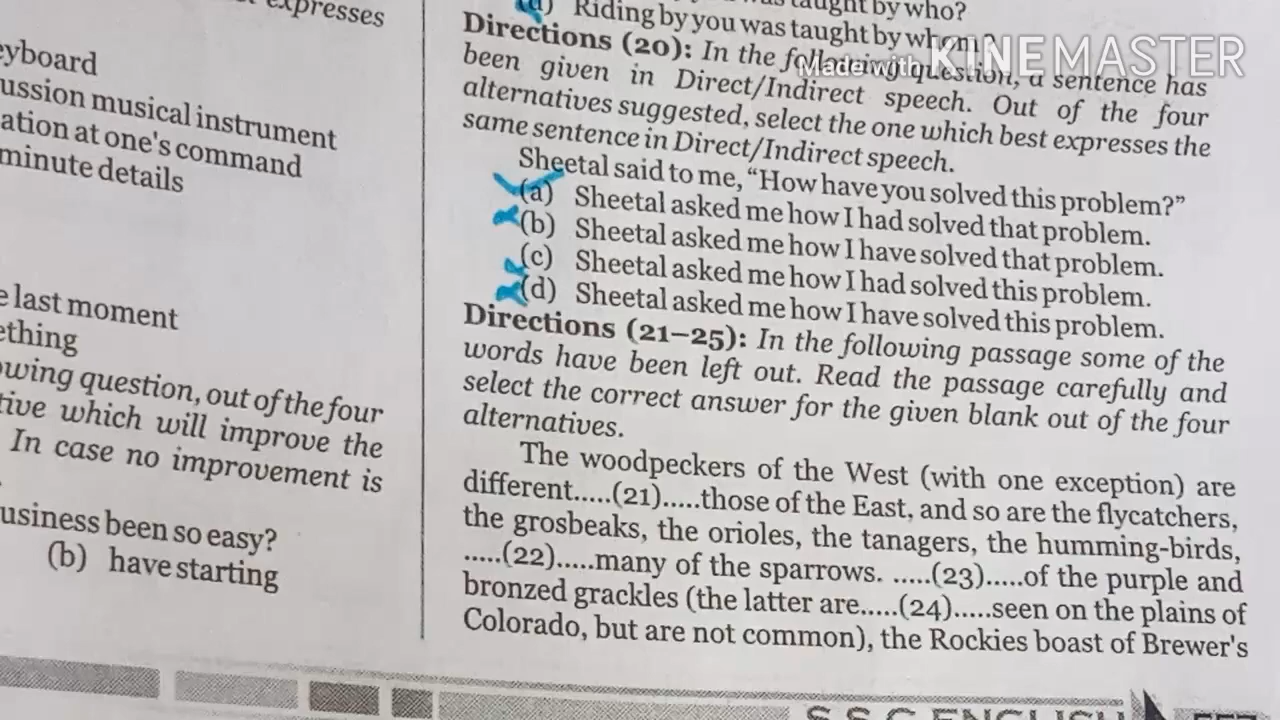 expresses
eyboard
ussion musical instrument
ation at one's command
minute details
e last moment
ething
owing question, out of the four
tive which will improve the
In case no improvement is
usiness been so easy?
(b) have starting
was taught by who?
(d) Riding by you was taught by whom?
Directions (20): In the following question, a sentence has
been given in Direct/Indirect speech. Out of the four
alternatives suggested, select the one which best expresses the
same sentence in Direct/Indirect speech.
Sheetal said to me, “How have you solved this problem?”
(a) Sheetal asked me how I had solved that problem.
(b) Sheetal asked me how I have solved that problem.
(c) Sheetal asked me how I had solved this problem.
(d) Sheetal asked me how I have solved this problem.
Directions (21–25): In the following passage some of the
words have been left out. Read the passage carefully and
select the correct answer for the given blank out of the four
alternatives.
The woodpeckers of the West (with one exception) are
different.....(21).....those of the East, and so are the flycatchers,
the grosbeaks, the orioles, the tanagers, the humming-birds,
.....(22).....many of the sparrows. .....(23).....of the purple and
bronzed grackles (the latter are.....(24).....seen on the plains of
Colorado, but are not common), the Rockies boast of Brewer's
S S C ENGLISH
Made with KINEMASTER